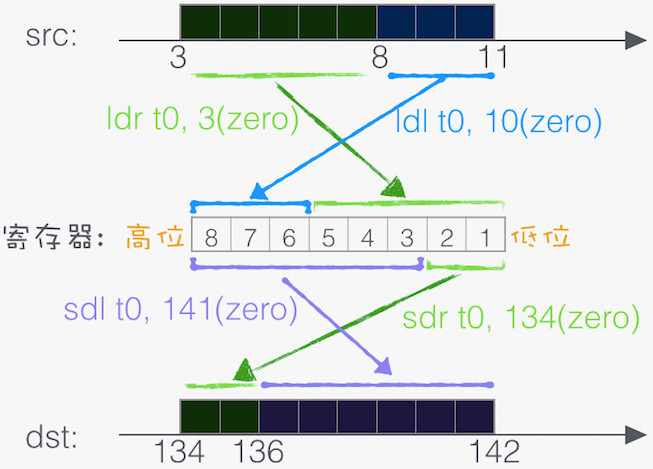 src:
3 8 11
ldr t0, 3(zero) ldl t0, 10(zero)
寄存器: 高位 8 7 6 5 4 3 2 1 低位
sdl t0, 141(zero) sdr t0, 134(zero)
dst:
134 136 142